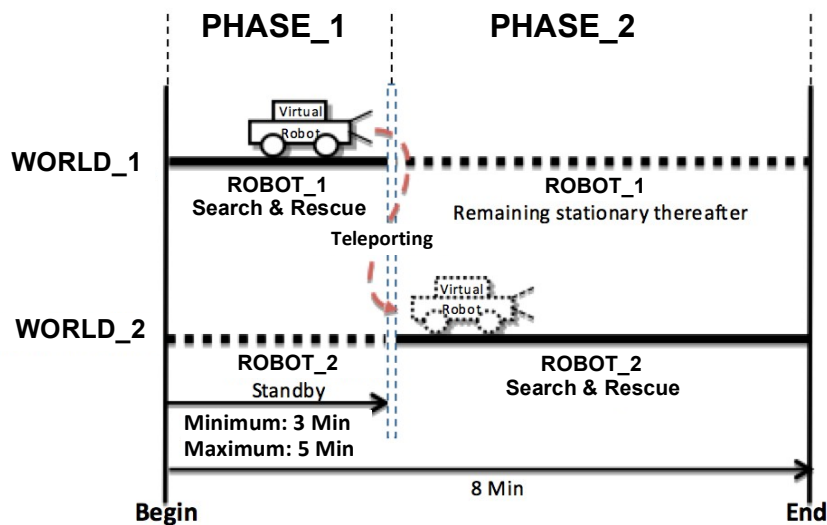 PHASE_1
PHASE_2
Virtual
Robot
WORLD_1
ROBOT_1
Search & Rescue
ROBOT_1
Remaining stationary thereafter
Teleporting
Virtual
Robot
WORLD_2
ROBOT_2
Standby
ROBOT_2
Search & Rescue
Minimum: 3 Min
Maximum: 5 Min
8 Min
Begin
End